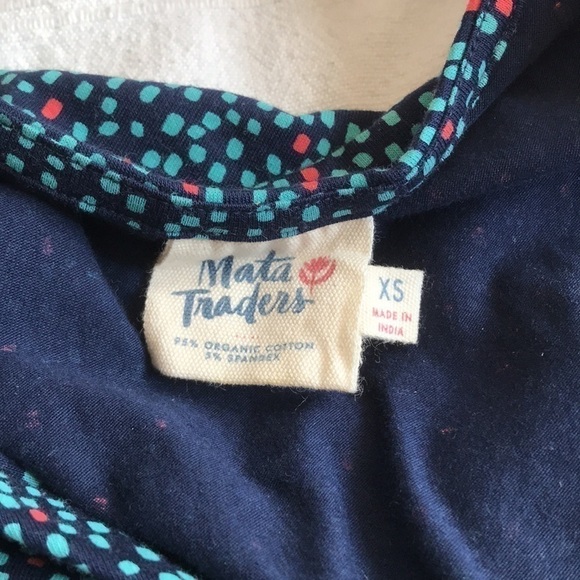 Mata
Traders
95% ORGANIC COTTON
5% SPANDEX
XS
MADE IN
INDIA